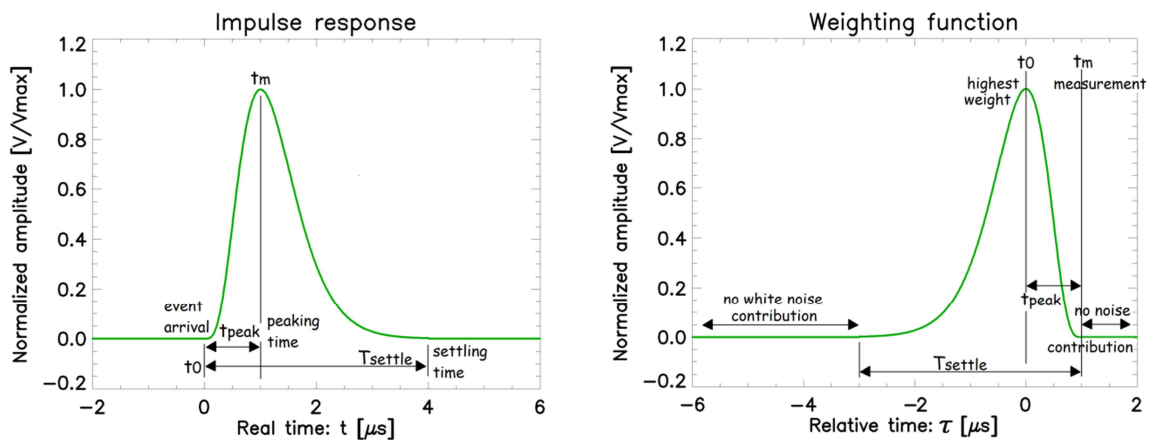 Impulse response
Normalized amplitude [V/Vmax]
1.2
1.0
0.8
0.6
0.4
0.2
0.0
−0.2
tm
event
arrival
tpeak
peaking
time
t0
Tsettle
settling
time
−2
0
2
4
6
Real time: t [μs]
Weighting function
Normalized amplitude [V/Vmax]
1.2
1.0
0.8
0.6
0.4
0.2
0.0
−0.2
t0
tm
highest
weight
measurement
no white noise
contribution
tpeak
no noise
contribution
Tsettle
−6
−4
−2
0
2
Relative time: τ [μs]